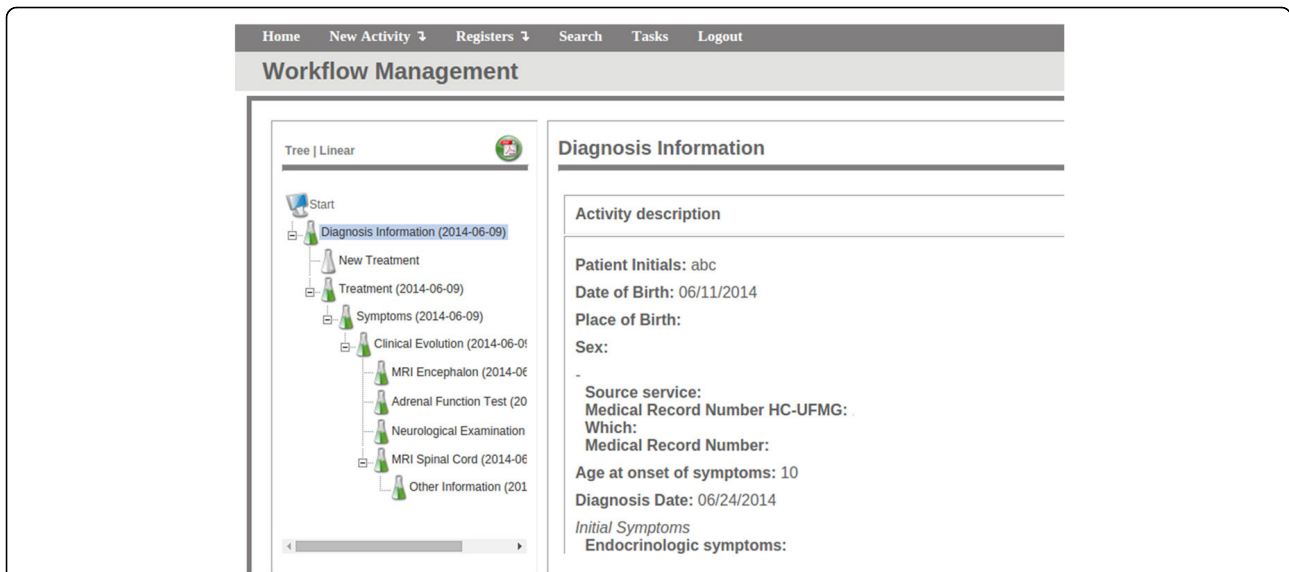 Home New Activity ↴ Registers ↴ Search Tasks Logout
Workflow Management
Tree | Linear
Start
Diagnosis Information (2014-06-09)
New Treatment
Treatment (2014-06-09)
Symptoms (2014-06-09)
Clinical Evolution (2014-06-09
MRI Encephalon (2014-06
Adrenal Function Test (20
Neurological Examination
MRI Spinal Cord (2014-06
Other Information (201
Diagnosis Information
Activity description
Patient Initials: abc
Date of Birth: 06/11/2014
Place of Birth:
Sex:
-
Source service:
Medical Record Number HC-UFMG:
Which:
Medical Record Number:
Age at onset of symptoms: 10
Diagnosis Date: 06/24/2014
Initial Symptoms
Endocrinologic symptoms: